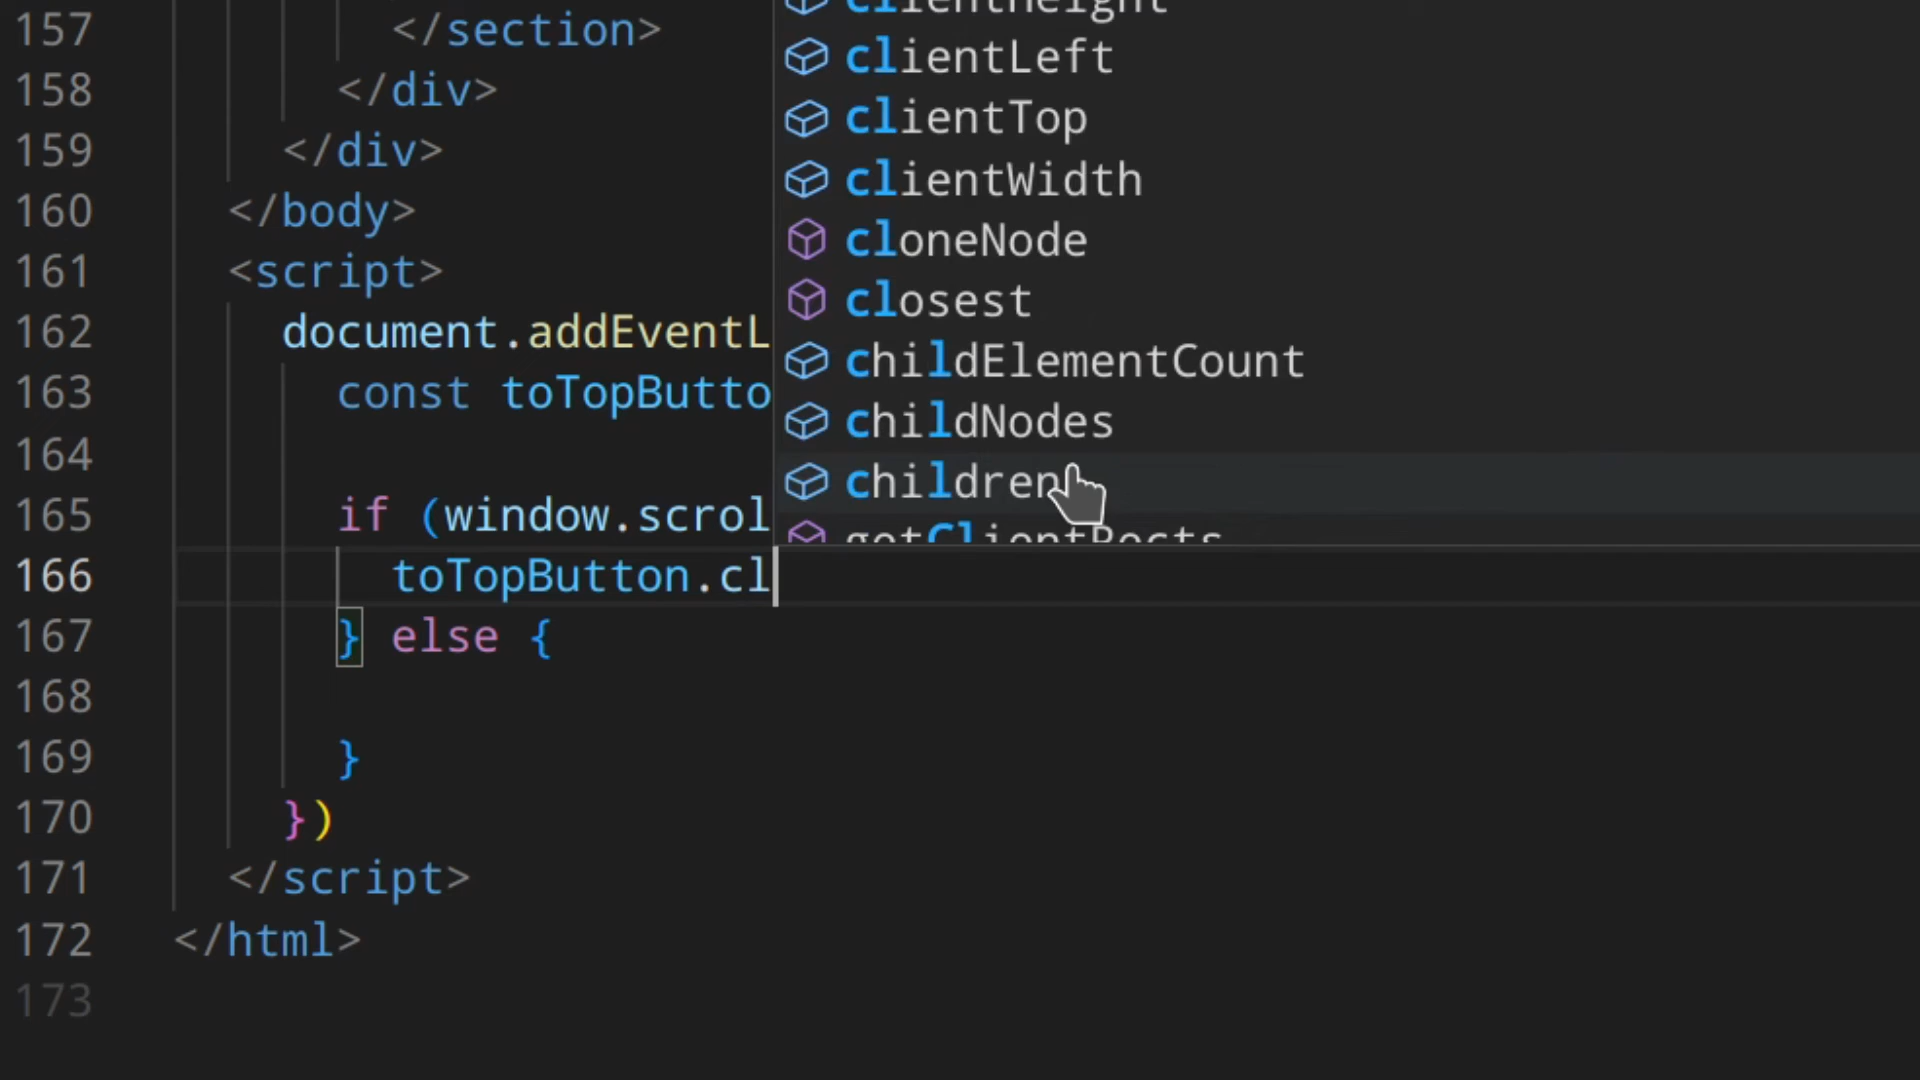 clientHeight
157 </section>
clientLeft
158 </div>
clientTop
159 </div>
clientWidth
160 </body>
cloneNode
161 <script>
closest
162 document.addEventL
childElementCount
163 const toTopButto
childNodes
164
children
165 if (window.scrol
getClientRects
166 toTopButton.cl
167 } else {
168
169 }
170 })
171 </script>
172 </html>
173